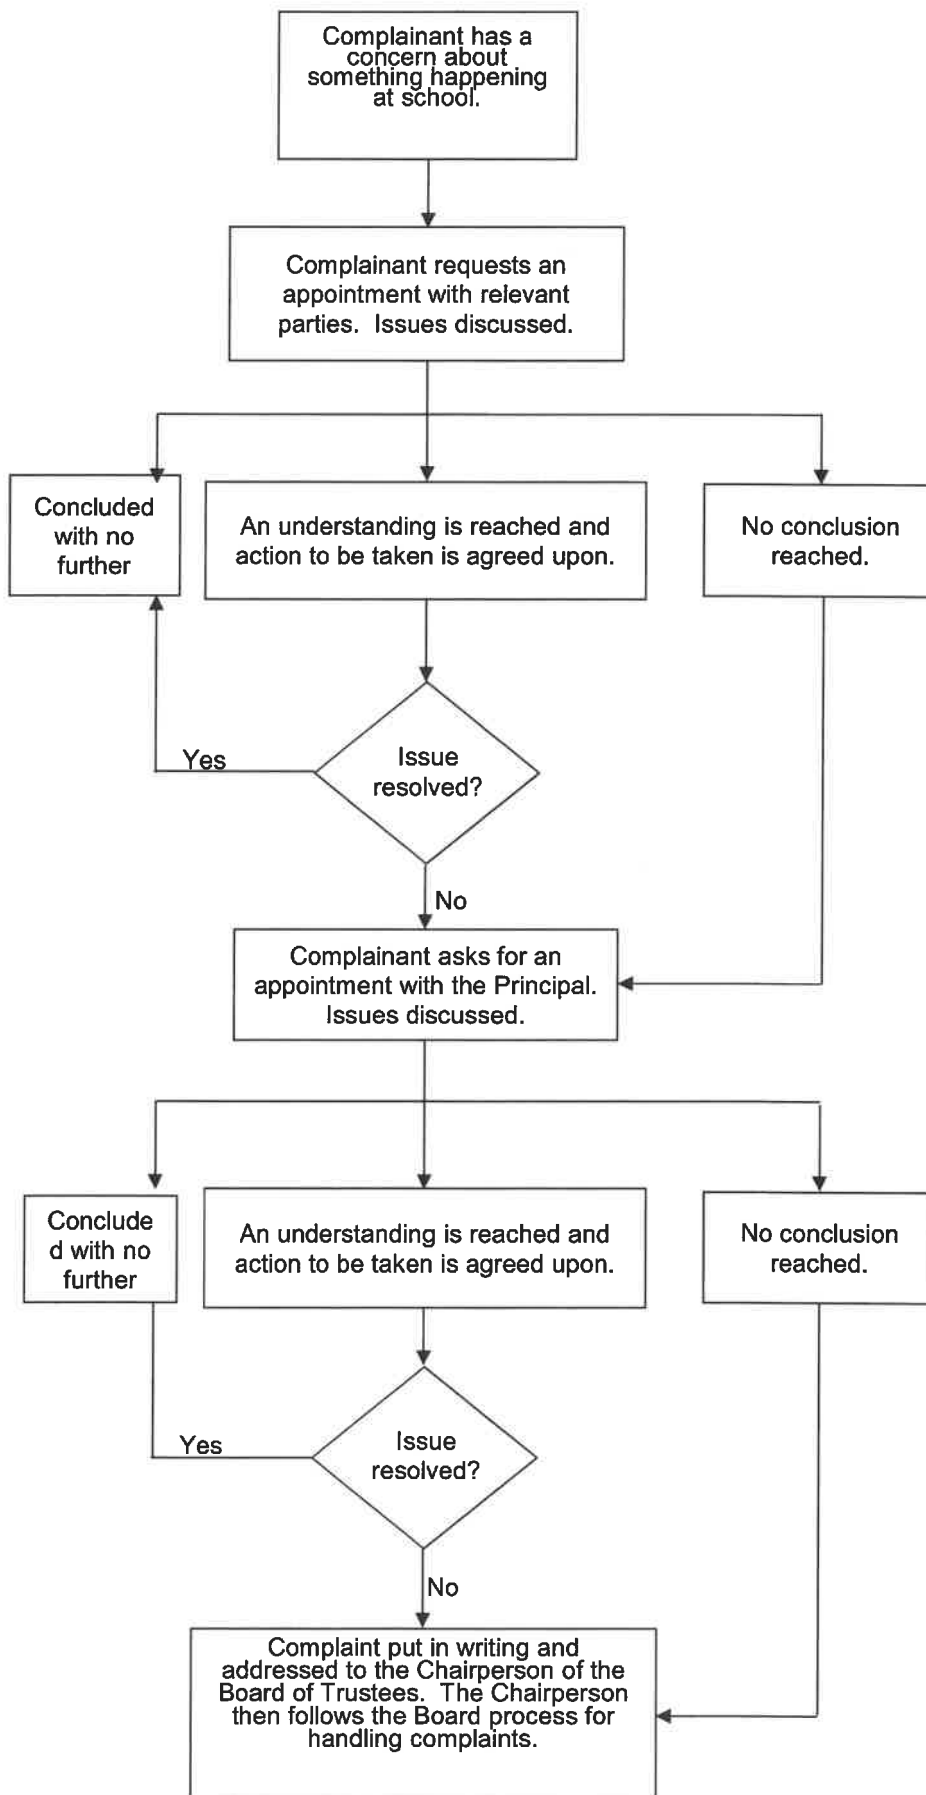 Complainant has a
concern about
something happening
at school.
Complainant requests an
appointment with relevant
parties. Issues discussed.
Concluded
with no
further
An understanding is reached and
action to be taken is agreed upon.
No conclusion
reached.
Yes
Issue
resolved?
No
Complainant asks for an
appointment with the Principal.
Issues discussed.
Conclude
d with no
further
An understanding is reached and
action to be taken is agreed upon.
No conclusion
reached.
Yes
Issue
resolved?
No
Complaint put in writing and
addressed to the Chairperson of the
Board of Trustees. The Chairperson
then follows the Board process for
handling complaints.